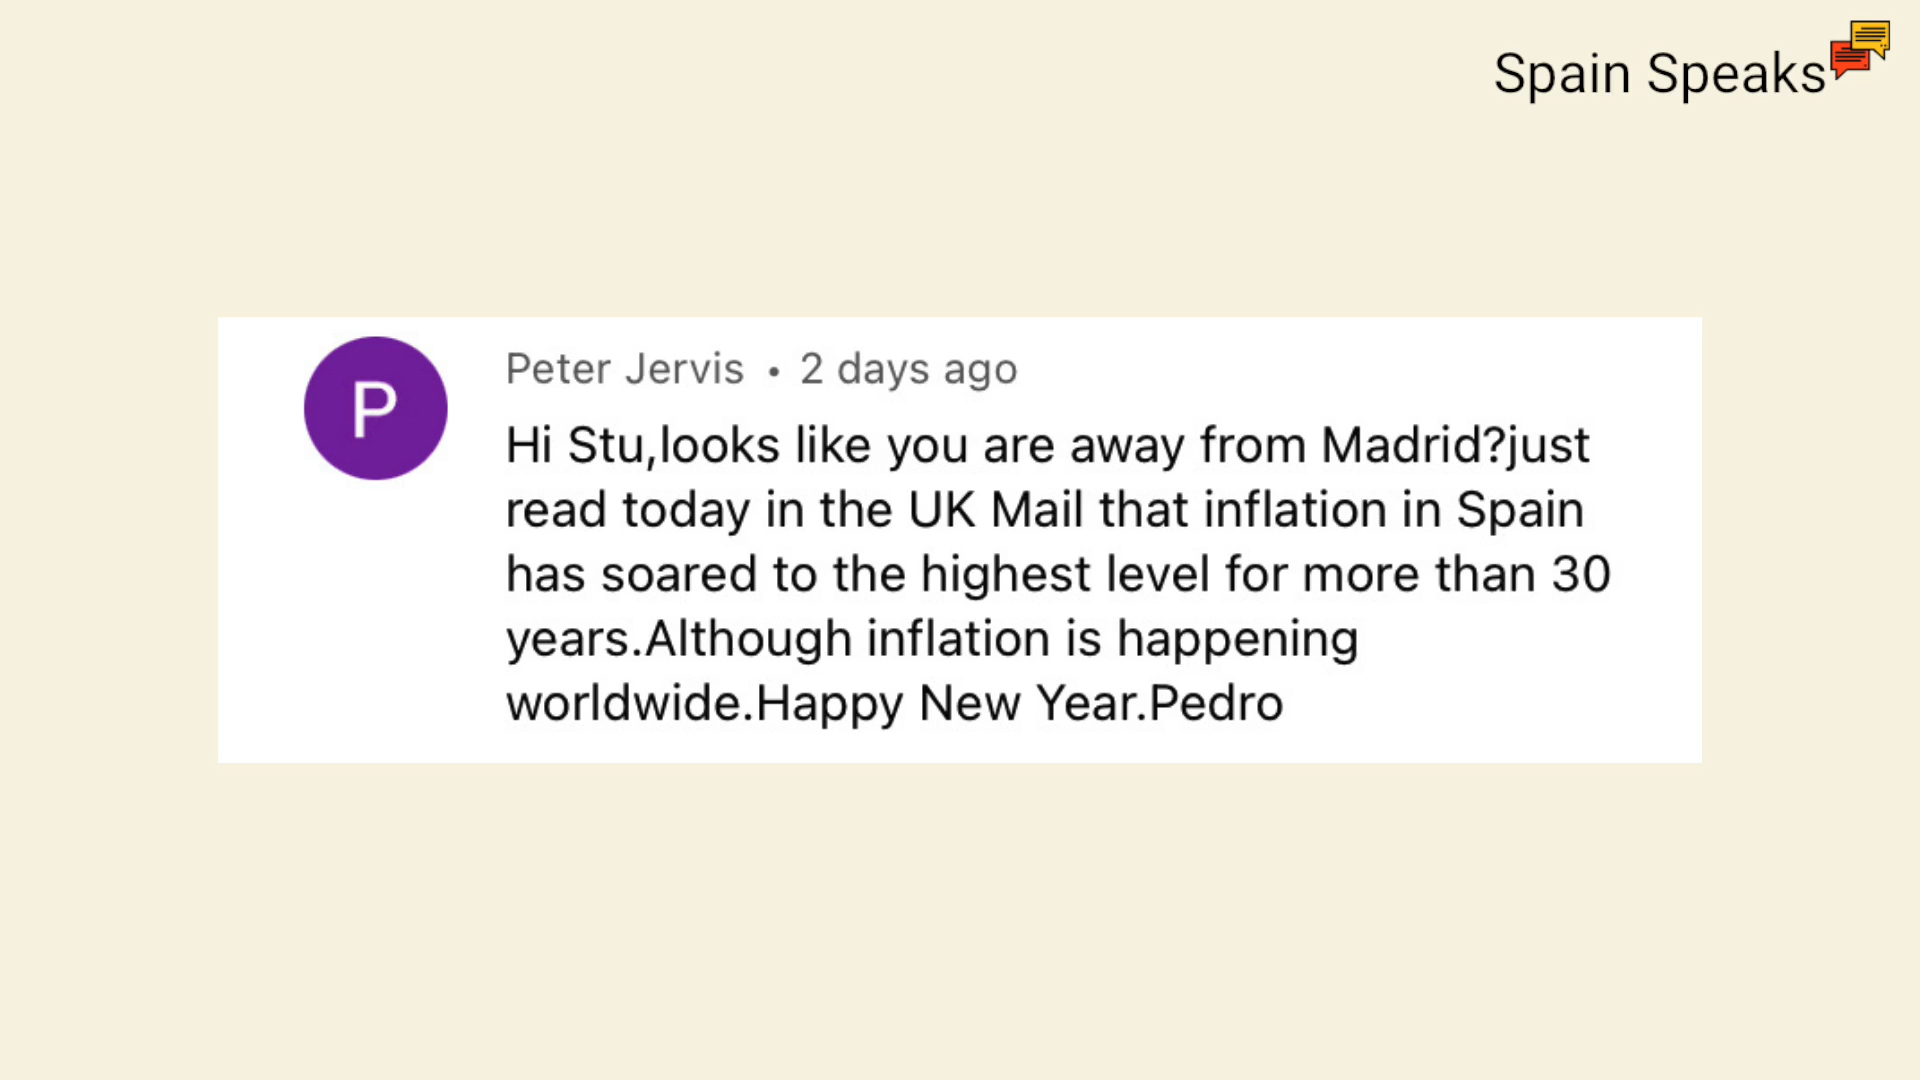 Spain Speaks
P
Peter Jervis • 2 days ago
Hi Stu,looks like you are away from Madrid?just
read today in the UK Mail that inflation in Spain
has soared to the highest level for more than 30
years.Although inflation is happening
worldwide.Happy New Year.Pedro